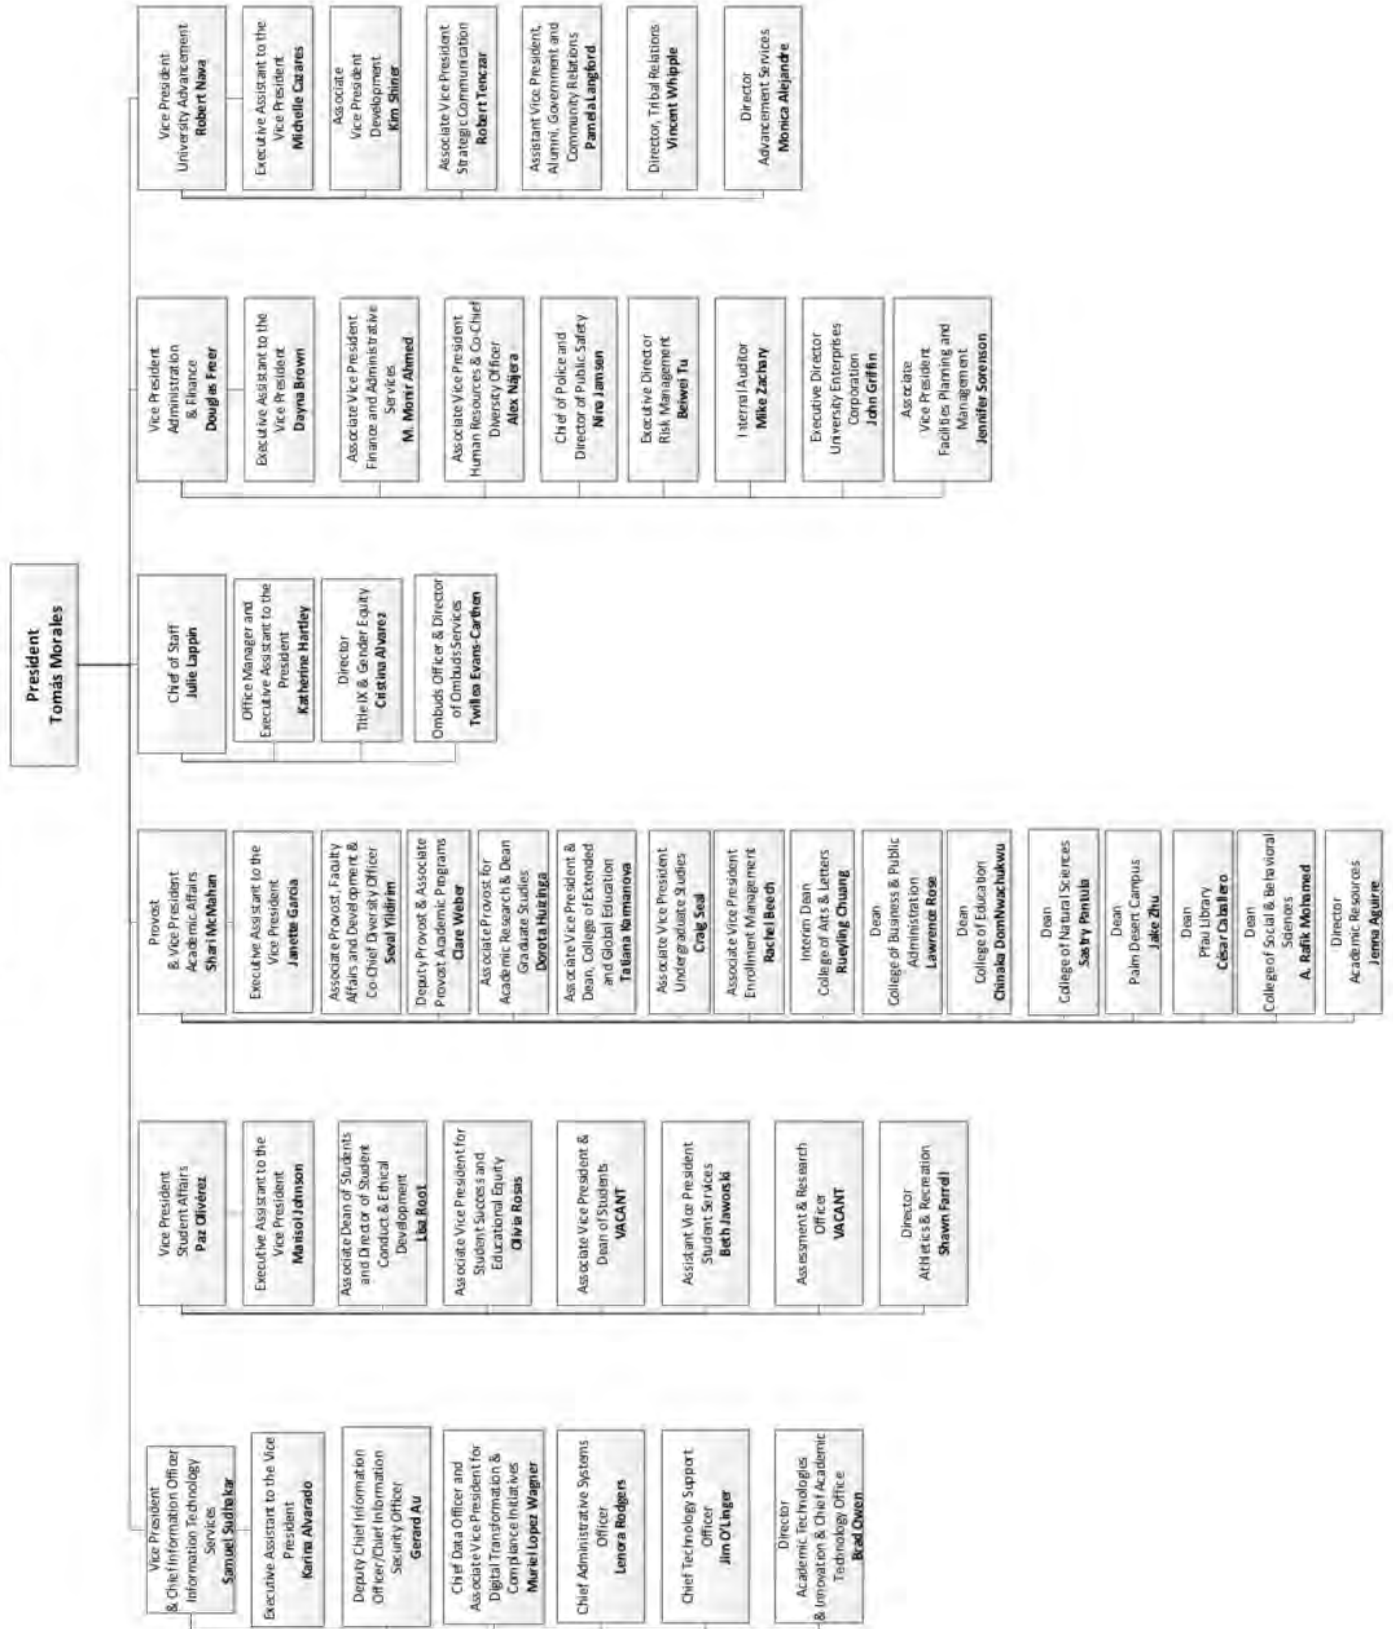 President
Tomás Morales
Vice President
& Chief Information Officer
Information Technology
Services
Samuel Sudhakar
Executive Assistant to the Vice
President
Karina Alvarado
Deputy Chief Information
Officer/Chief Information
Security Officer
Gerard Au
Chief Data Officer and
Associate Vice President for
Digital Transformation &
Compliance Initiatives
Muriel Lopez Wagner
Chief Administrative Systems
Officer
Lenora Rodgers
Chief Technology Support
Officer
Jim O'Linger
Director
Academic Technologies
& Innovation & Chief Academic
Technology Office
Brad Owen
Vice President
Student Affairs
Paz Olivérez
Executive Assistant to the
Vice President
Marisol Johnson
Associate Dean of Students
and Director of Student
Conduct & Ethical
Development
Lisa Root
Associate Vice President for
Student Success and
Educational Equity
Olivia Rosas
Associate Vice President &
Dean of Students
VACANT
Assistant Vice President
Student Services
Beth Jaworski
Assessment & Research
Officer
VACANT
Director
Athletics & Recreation
Shawn Farrell
Provost
& Vice President
Academic Affairs
Shari McMahan
Executive Assistant to the
Vice President
Janette Garcia
Associate Provost, Faculty
Affairs and Development &
Co-Chief Diversity Officer
Seval Yildirim
Deputy Provost & Associate
Provost Academic Programs
Clare Weber
Associate Provost for
Academic Research & Dean
Graduate Studies
Dorota Huizinga
Associate Vice President &
Dean, College of Extended
and Global Education
Tatiana Karmanova
Associate Vice President
Undergraduate Studies
Craig Seal
Associate Vice President
Enrollment Management
Rachel Beech
Interim Dean
College of Arts & Letters
Rueyling Chuang
Dean
College of Business & Public
Administration
Lawrence Rose
Dean
College of Education
Chinaka DomNwachukwu
Dean
College of Natural Sciences
Sastry Pantula
Dean
Palm Desert Campus
Jake Zhu
Dean
Pfau Library
César Caballero
Dean
College of Social & Behavioral
Sciences
A. Rafik Mohamed
Director
Academic Resources
Jenna Aguirre
Chief of Staff
Julie Lappin
Office Manager and
Executive Assistant to the
President
Katherine Hartley
Director
Title IX & Gender Equity
Cristina Alvarez
Ombuds Officer & Director
of Ombuds Services
Twillea Evans-Carthen
Vice President
Administration
& Finance
Douglas Freer
Executive Assistant to the
Vice President
Dayna Brown
Associate Vice President
Finance and Administrative
Services
M. Monir Ahmed
Associate Vice President
Human Resources & Co-Chief
Diversity Officer
Alex Nájera
Chief of Police and
Director of Public Safety
Nina Jamsen
Executive Director
Risk Management
Beiwei Tu
Internal Auditor
Mike Zachary
Executive Director
University Enterprises
Corporation
John Griffin
Associate
Vice President
Facilities Planning and
Management
Jennifer Sorenson
Vice President
University Advancement
Robert Nava
Executive Assistant to the
Vice President
Michelle Cazares
Associate
Vice President
Development
Kim Shiner
Associate Vice President
Strategic Communication
Robert Tenczar
Assistant Vice President,
Alumni, Government and
Community Relations
Pamela Langford
Director, Tribal Relations
Vincent Whipple
Director
Advancement Services
Monica Alejandre